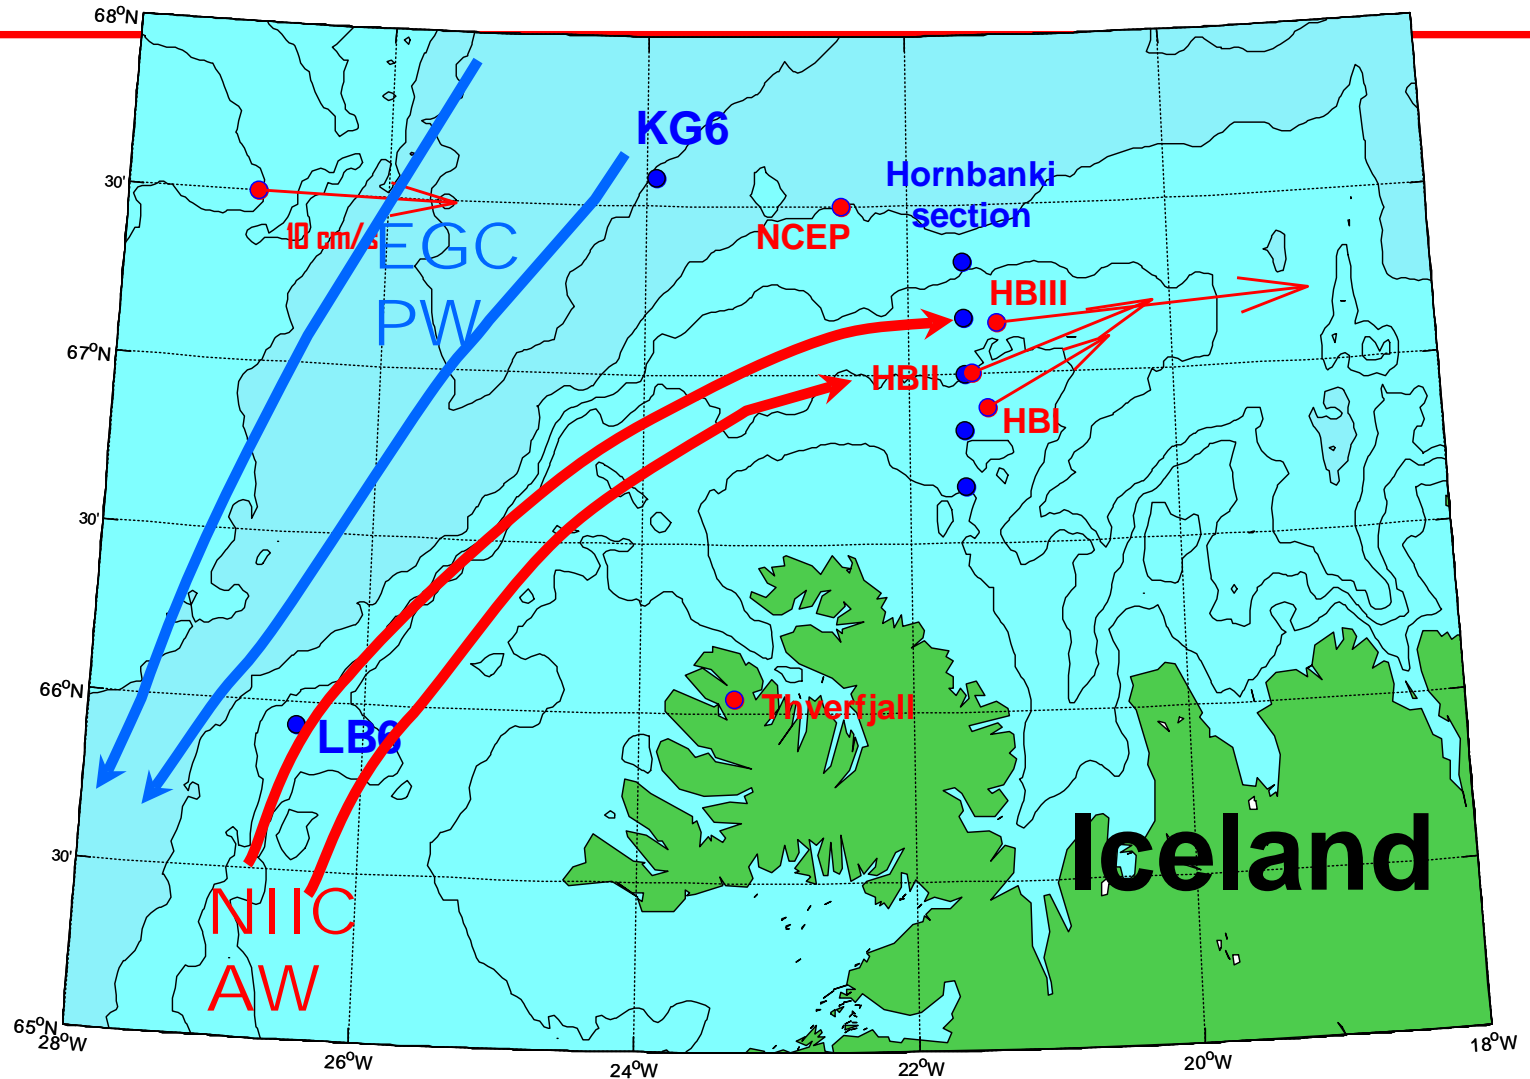 68°N
KG6
Hornbanki
section
30'
NCEP
10 cm/s
EGC
PW
HBIII
67°N
HBII
HBI
30'
66°N
Thverfjall
LB6
Iceland
30'
NIIC
AW
65°N
28°W
26°W
24°W
22°W
20°W
18°W